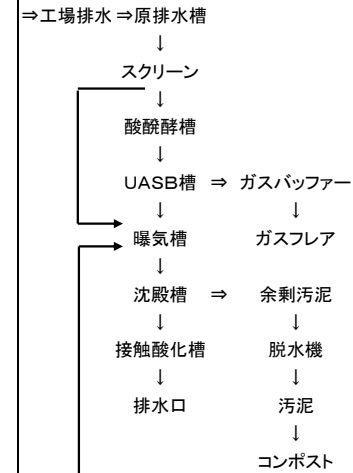 ⇒工場排水⇒原排水槽
↓
スクリーン
↓
酸醗酵槽
↓
UASB槽 ⇒ ガスバッファー
↓ ↓
曝気槽 ガスフレア
↓
沈殿槽 ⇒ 余剰汚泥
↓ ↓
接触酸化槽 脱水機
↓ ↓
排水口 汚泥
↓
コンポスト